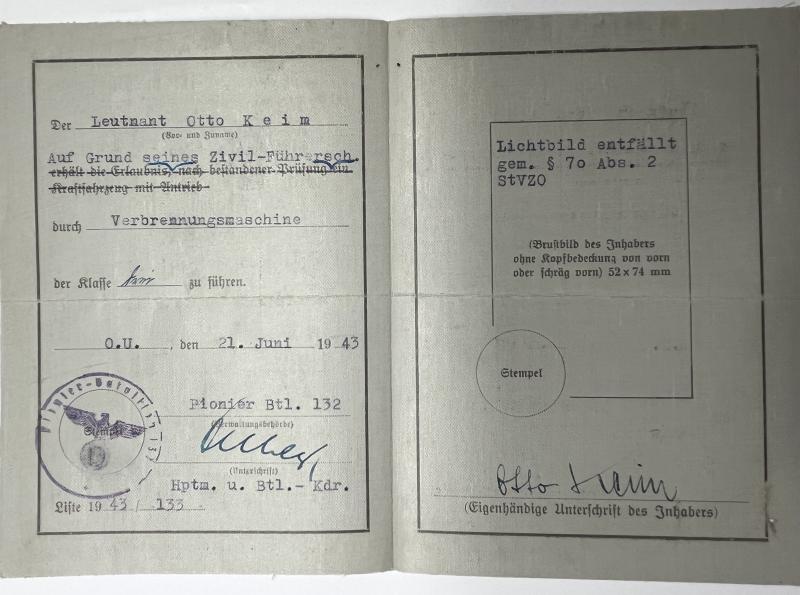 Der Leutnant Otto K e i m
(Vor- und Zuname)
Auf Grund seines Zivil-Führersch.
erhält die Erlaubnis, nach bestandener Prüfung ein
Kraftfahrzeug mit Antrieb
durch Verbrennungsmaschine
der Klasse zu führen.
O.U. , den 21. Juni 1943
Pionier Btl. 132
(Verwaltungsbehörde)
Stempel
(Unterschrift)
Hptm. u. Btl.- Kdr.
Liste 1943/ 133
Lichtbild entfällt
gem. § 7o Abs. 2
StVZO
(Brustbild des Inhabers
ohne Kopfbedeckung von vorn
oder schräg vorn) 52 × 74 mm
Stempel
Otto Keim
(Eigenhändige Unterschrift des Inhabers)